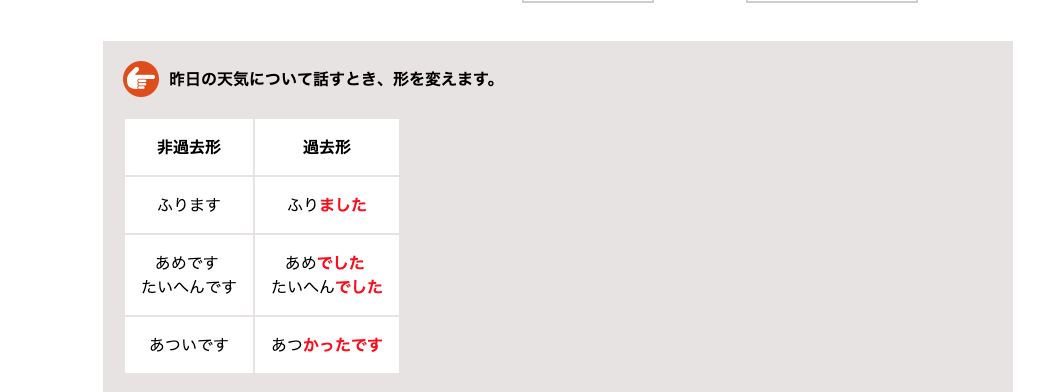 昨日の天気について話すとき、形を変えます。
非過去形 過去形
ふります ふりました
あめです あめでした
たいへんです たいへんでした
あついです あつかったです